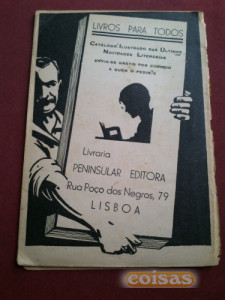 LIVROS PARA TODOS
CATÁLOGO ILUSTRADO DAS ÚLTIMAS
NOVIDADES LITERÁRIAS
ENVIA-SE GRÁTIS PELO CORREIO
A QUEM O PEDIR
Livraria
PENINSULAR EDITORA
Rua Poço dos Negros, 79
LISBOA
coisas